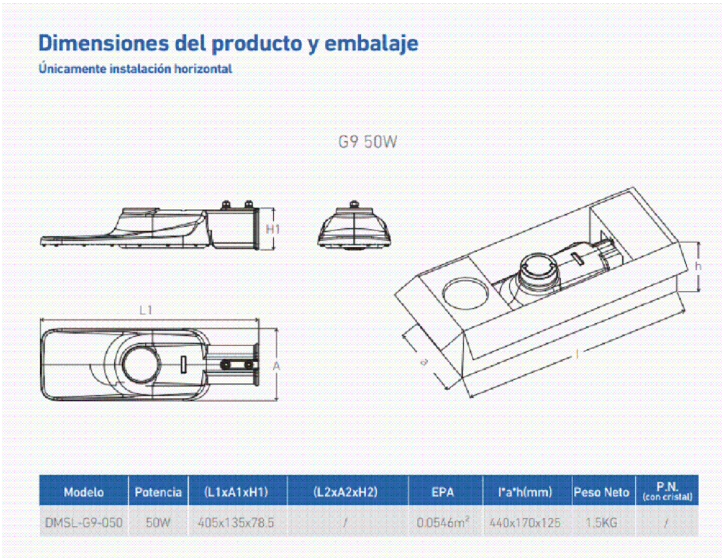 Dimensiones del producto y embalaje
Únicamente instalación horizontal
G9 50W
H1
L1
A
h
a
l
Modelo Potencia (L1xA1xH1) (L2xA2xH2) EPA l*a*h(mm) Peso Neto P.N. (con cristal)
DMSL-G9-050 50W 405x135x78.5 / 0.0546m² 440x170x125 1.5KG /